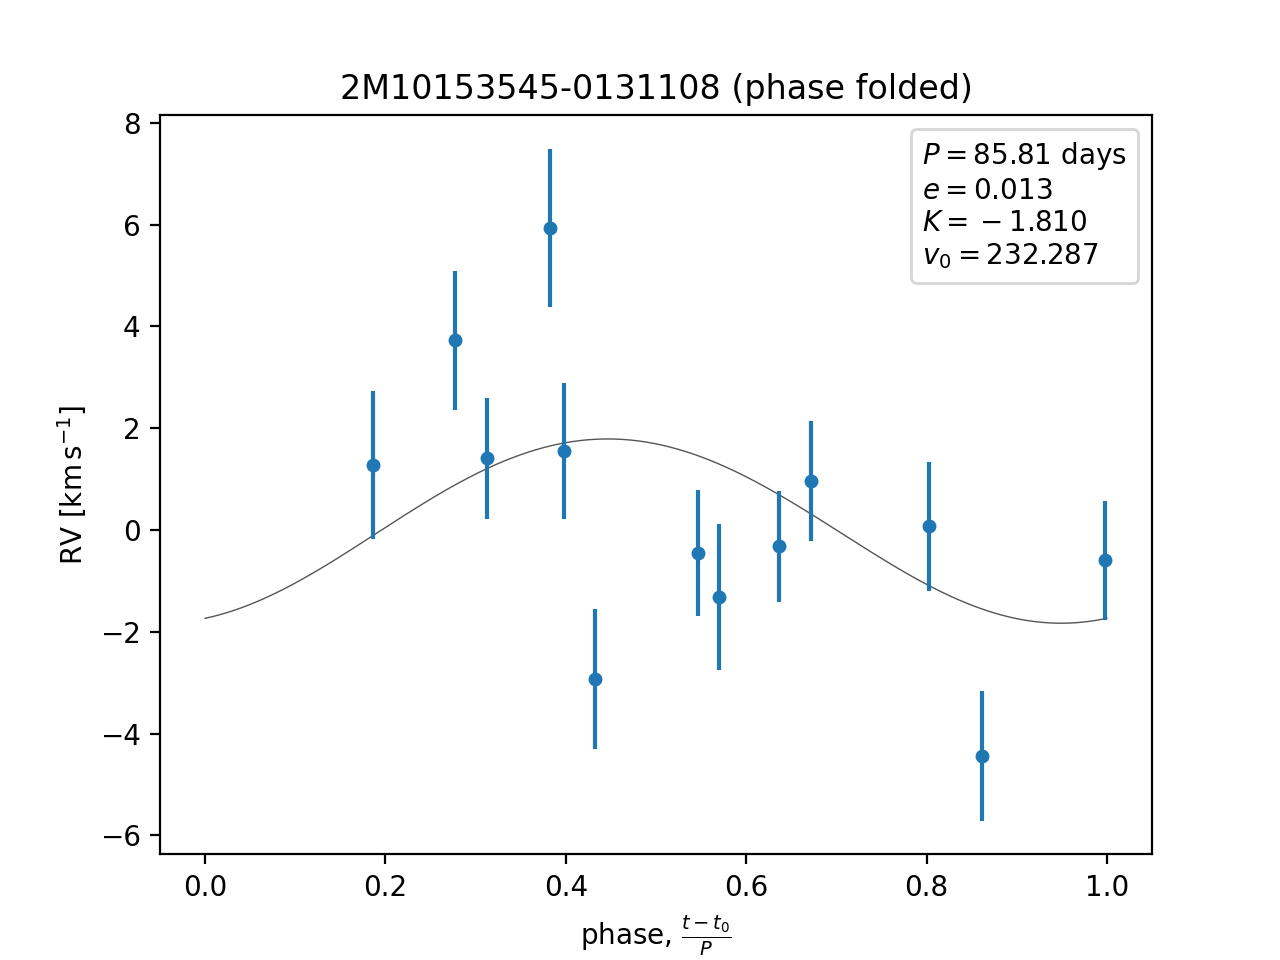 2M10153545-0131108 (phase folded)
P = 85.81 days
e = 0.013
K = −1.810
v₀ = 232.287
8
6
4
2
0
−2
−4
−6
RV [km s⁻¹]
0.0 0.2 0.4 0.6 0.8 1.0
phase, (t − t₀)/P